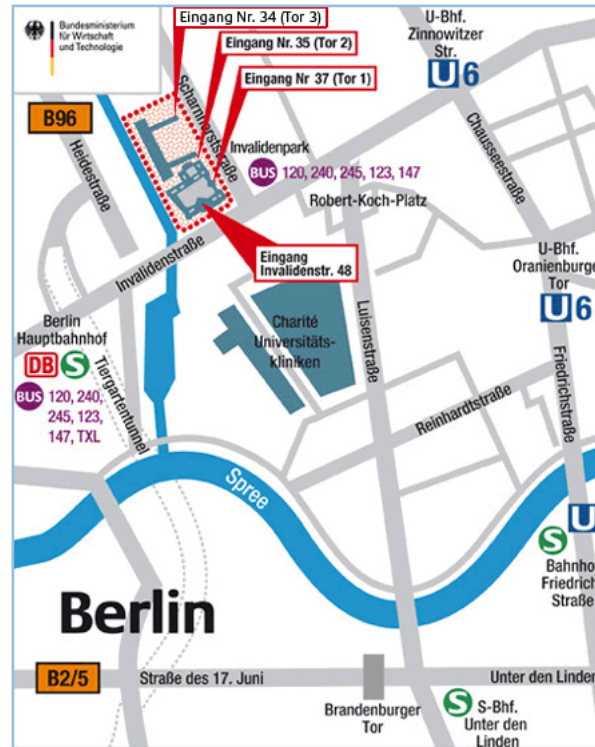 Bundesministerium
für Wirtschaft
und Technologie
Eingang Nr. 34 (Tor 3)
Eingang Nr. 35 (Tor 2)
Eingang Nr 37 (Tor 1)
U-Bhf.
Zinnowitzer
Str.
U6
B96
Heidestraße
Scharnhorststraße
Chausseestraße
Invalidenpark
BUS 120, 240, 245, 123, 147
Robert-Koch-Platz
Invalidenstraße
Eingang
Invalidenstr. 48
U-Bhf.
Oranienburger
Tor
U6
Berlin
Hauptbahnhof
DB S
BUS 120, 240,
245, 123,
147, TXL
Tiergartentunnel
Charité
Universitäts-
kliniken
Luisenstraße
Reinhardtstraße
Friedrichstraße
Spree
U
S
Bahnhof
Friedrich
Straße
Berlin
B2/5
Straße des 17. Juni
Unter den Linden
Brandenburger
Tor
S
S-Bhf.
Unter den
Linden